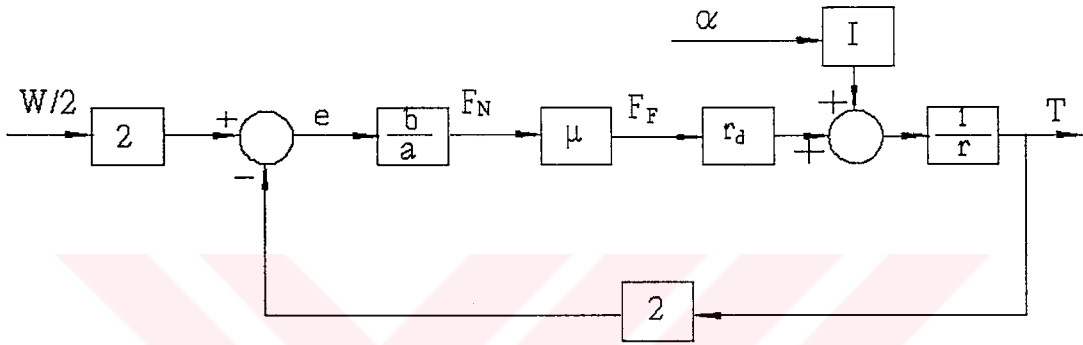 α
I
W/2
2
+
-
e
b
a
F_N
μ
F_F
r_d
+
+
1
r
T
2